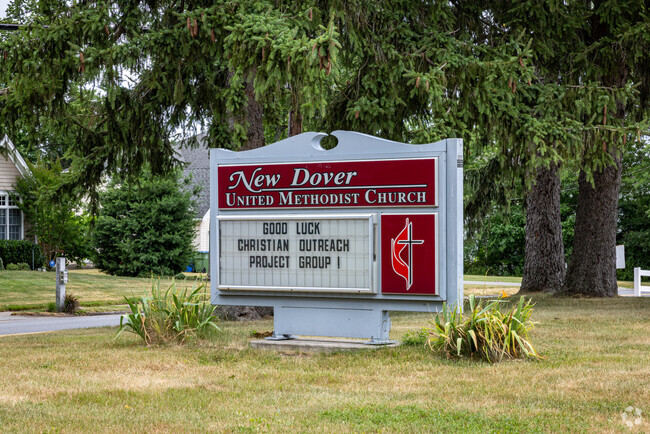 New Dover
United Methodist Church
GOOD LUCK
CHRISTIAN OUTREACH
PROJECT GROUP 1